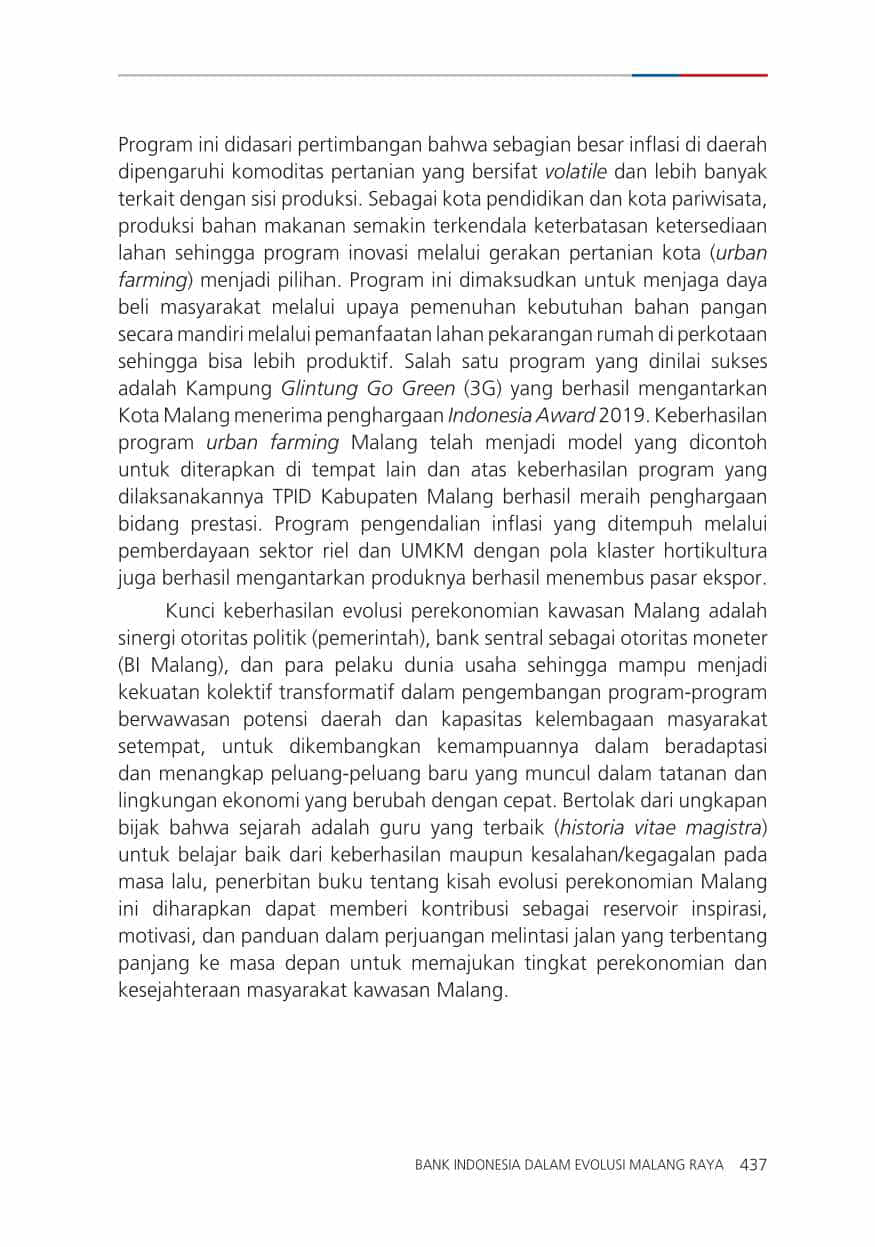 Program ini didasari pertimbangan bahwa sebagian besar inflasi di daerah
dipengaruhi komoditas pertanian yang bersifat volatile dan lebih banyak
terkait dengan sisi produksi. Sebagai kota pendidikan dan kota pariwisata,
produksi bahan makanan semakin terkendala keterbatasan ketersediaan
lahan sehingga program inovasi melalui gerakan pertanian kota (urban
farming) menjadi pilihan. Program ini dimaksudkan untuk menjaga daya
beli masyarakat melalui upaya pemenuhan kebutuhan bahan pangan
secara mandiri melalui pemanfaatan lahan pekarangan rumah di perkotaan
sehingga bisa lebih produktif. Salah satu program yang dinilai sukses
adalah Kampung Glintung Go Green (3G) yang berhasil mengantarkan
Kota Malang menerima penghargaan Indonesia Award 2019. Keberhasilan
program urban farming Malang telah menjadi model yang dicontoh
untuk diterapkan di tempat lain dan atas keberhasilan program yang
dilaksanakannya TPID Kabupaten Malang berhasil meraih penghargaan
bidang prestasi. Program pengendalian inflasi yang ditempuh melalui
pemberdayaan sektor riel dan UMKM dengan pola klaster hortikultura
juga berhasil mengantarkan produknya berhasil menembus pasar ekspor.
Kunci keberhasilan evolusi perekonomian kawasan Malang adalah
sinergi otoritas politik (pemerintah), bank sentral sebagai otoritas moneter
(BI Malang), dan para pelaku dunia usaha sehingga mampu menjadi
kekuatan kolektif transformatif dalam pengembangan program-program
berwawasan potensi daerah dan kapasitas kelembagaan masyarakat
setempat, untuk dikembangkan kemampuannya dalam beradaptasi
dan menangkap peluang-peluang baru yang muncul dalam tatanan dan
lingkungan ekonomi yang berubah dengan cepat. Bertolak dari ungkapan
bijak bahwa sejarah adalah guru yang terbaik (historia vitae magistra)
untuk belajar baik dari keberhasilan maupun kesalahan/kegagalan pada
masa lalu, penerbitan buku tentang kisah evolusi perekonomian Malang
ini diharapkan dapat memberi kontribusi sebagai reservoir inspirasi,
motivasi, dan panduan dalam perjuangan melintasi jalan yang terbentang
panjang ke masa depan untuk memajukan tingkat perekonomian dan
kesejahteraan masyarakat kawasan Malang.
BANK INDONESIA DALAM EVOLUSI MALANG RAYA 437